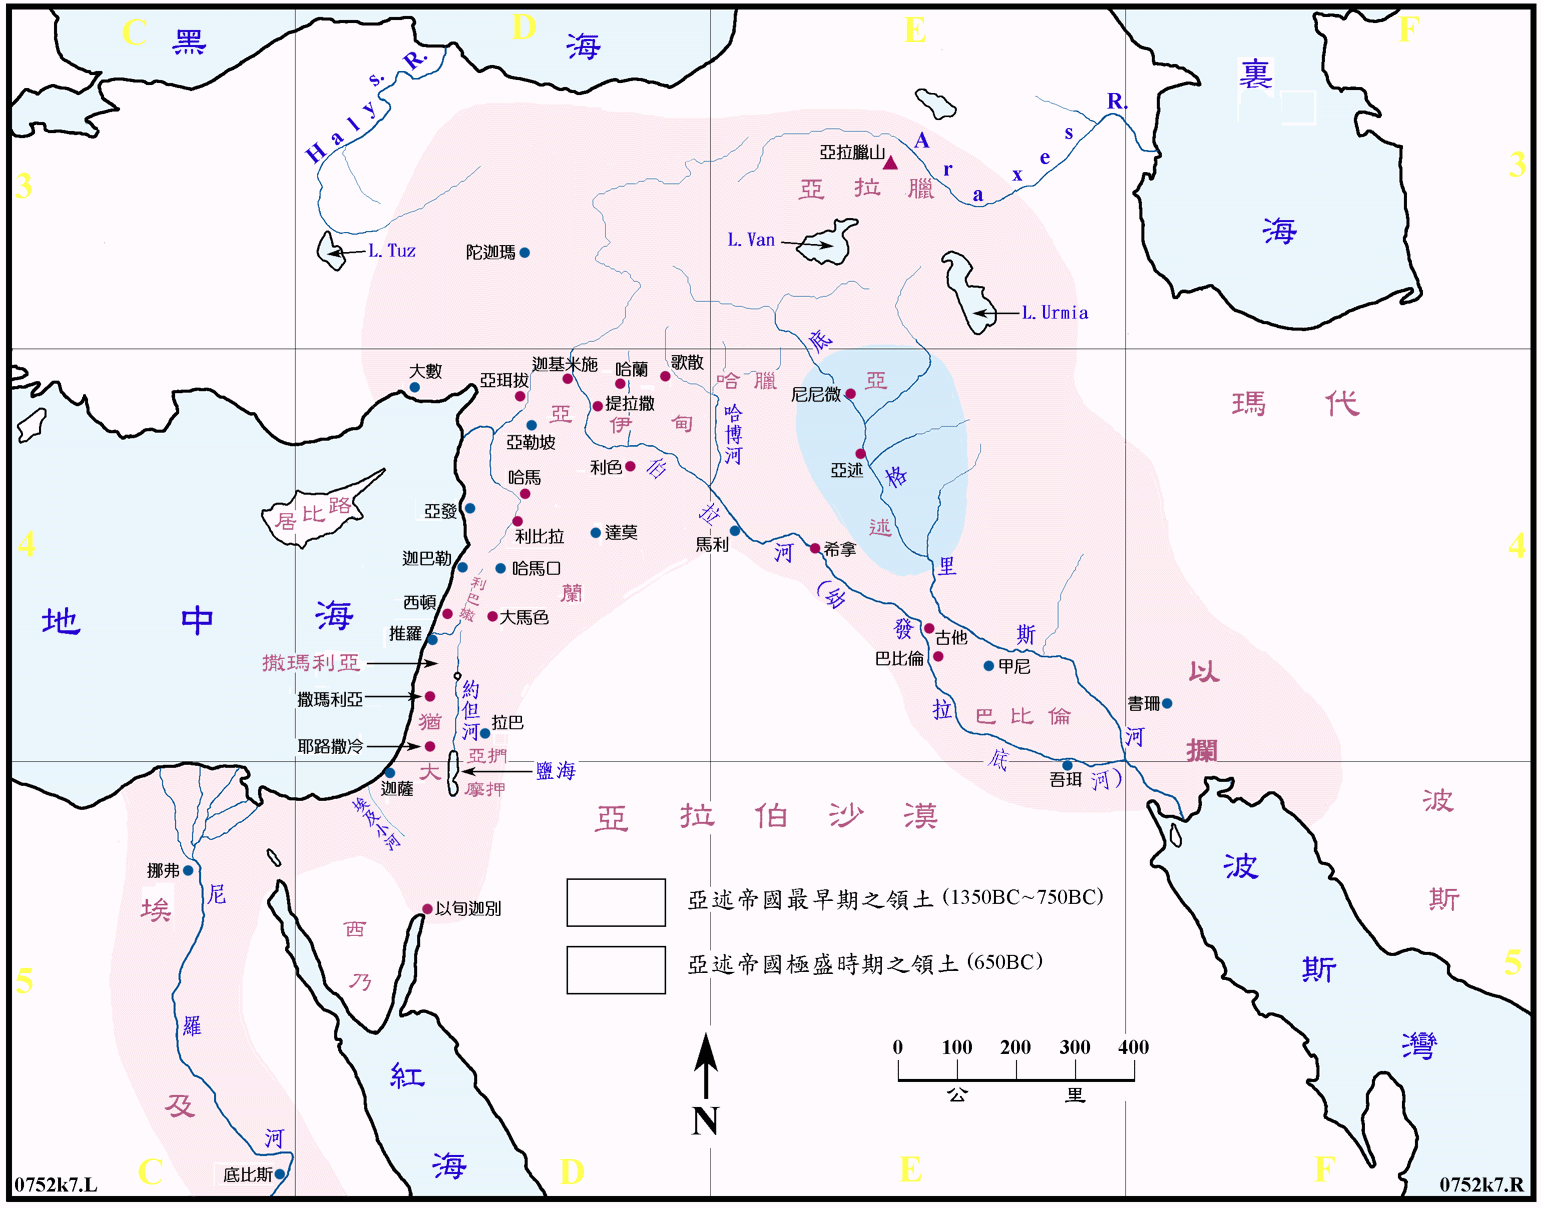 C
D
E
F
黑
海
裏
海
Halys. R.
Araxes R.
3
3
亞拉臘山
亞拉臘
L.Tuz
陀迦瑪
L.Van
L.Urmia
大數
亞珥拔
迦基米施
哈蘭
歌散
哈臘
提拉撒
亞
伊甸
哈博河
亞勒坡
尼尼微
亞
底格里斯河
瑪代
利色
亞述
哈馬
居比路
亞發
利比拉
達莫
馬利
希拿
述
伯拉河(幼發拉底河)
4
4
迦巴勒
哈馬口
利巴嫩
蘭
地中海
西頓
大馬色
推羅
古他
巴比倫
甲尼
撒瑪利亞
撒瑪利亞
約但河
拉巴
猶大
耶路撒冷
亞捫
鹽海
摩押
迦薩
巴比倫
書珊
以攔
吾珥
埃及小河
亞拉伯沙漠
波斯
波斯灣
挪弗
尼羅河
埃及
以旬迦別
西乃
亞述帝國最早期之領土(1350BC~750BC)
亞述帝國極盛時期之領土(650BC)
5
5
紅海
N
0 100 200 300 400
公里
底比斯
C
D
E
F
0752k7.L
0752k7.R